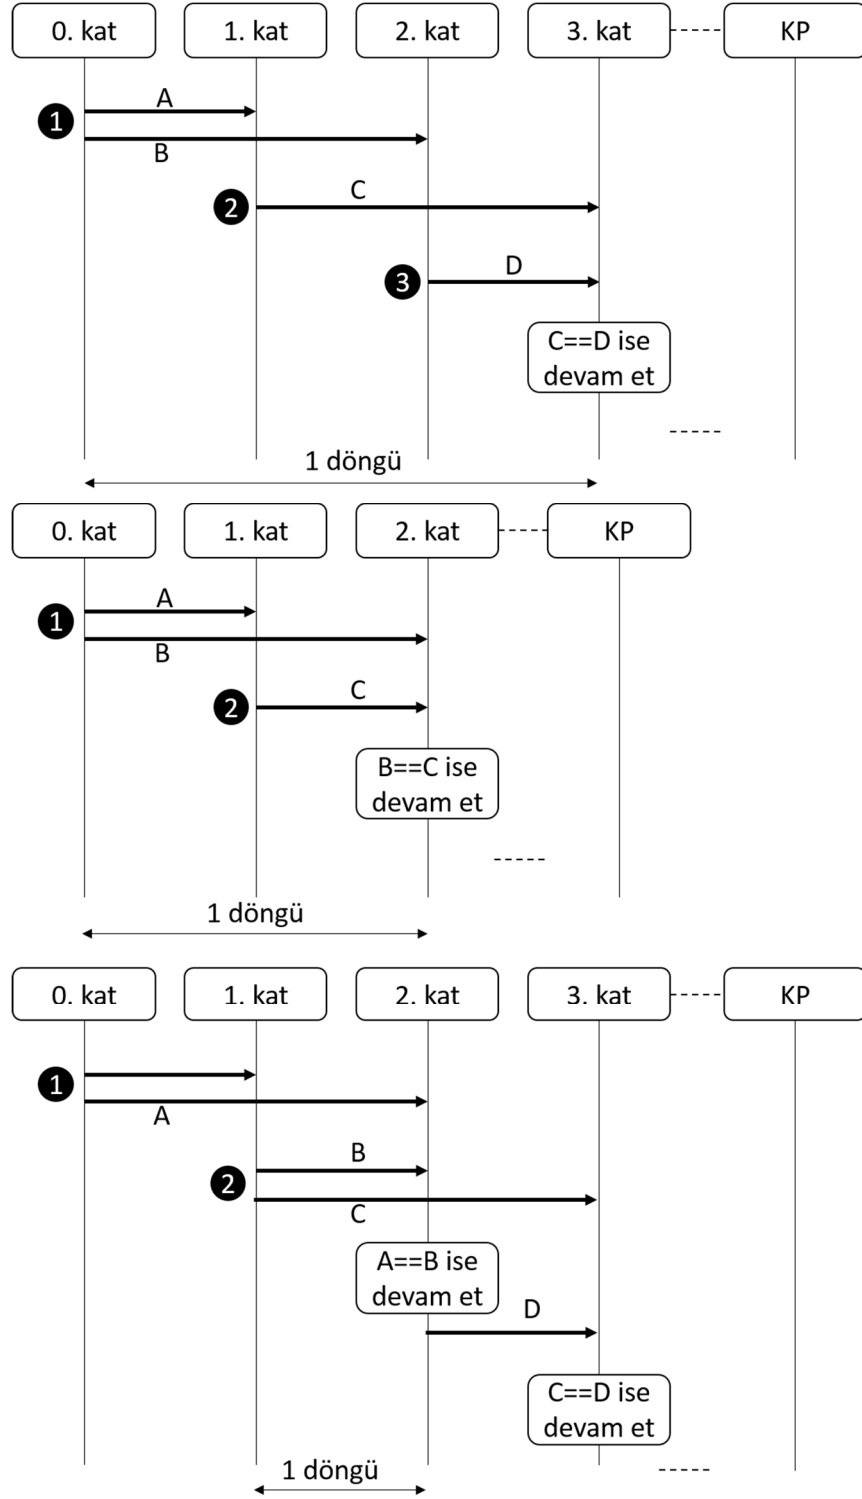 0. kat 1. kat 2. kat 3. kat KP
A
1
B
2 C
3 D
C==D ise
devam et
1 döngü
0. kat 1. kat 2. kat KP
A
1
B
2 C
B==C ise
devam et
1 döngü
0. kat 1. kat 2. kat 3. kat KP
1
A
B
2
C
A==B ise
devam et
D
C==D ise
devam et
1 döngü